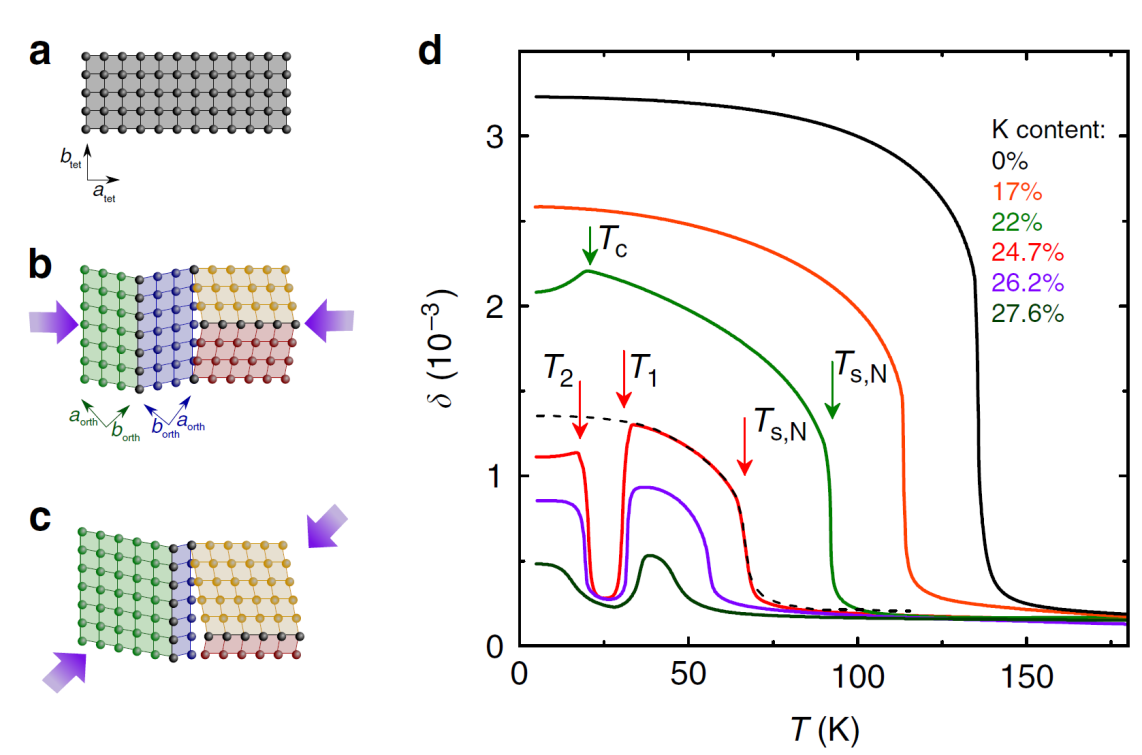 a
b_tet
a_tet
b
a_orth
b_orth
b_orth
a_orth
c
d
δ (10⁻³)
3
2
1
0
0
50
100
150
T (K)
K content:
0%
17%
22%
24.7%
26.2%
27.6%
T_c
T_2
T_1
T_s,N
T_s,N